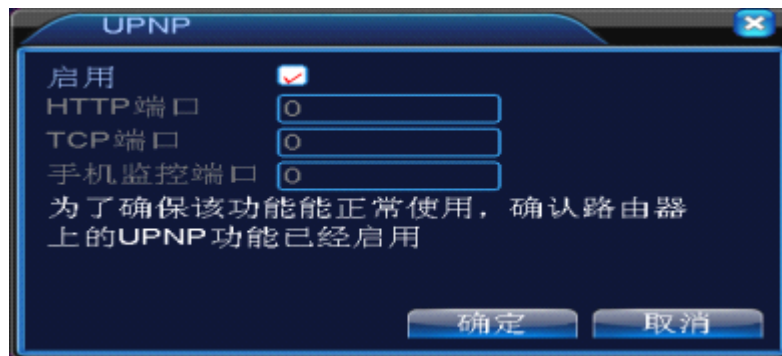 UPNP
启用
HTTP端口 0
TCP端口 0
手机监控端口 0
为了确保该功能能正常使用，确认路由器
上的UPNP功能已经启用
确定 取消